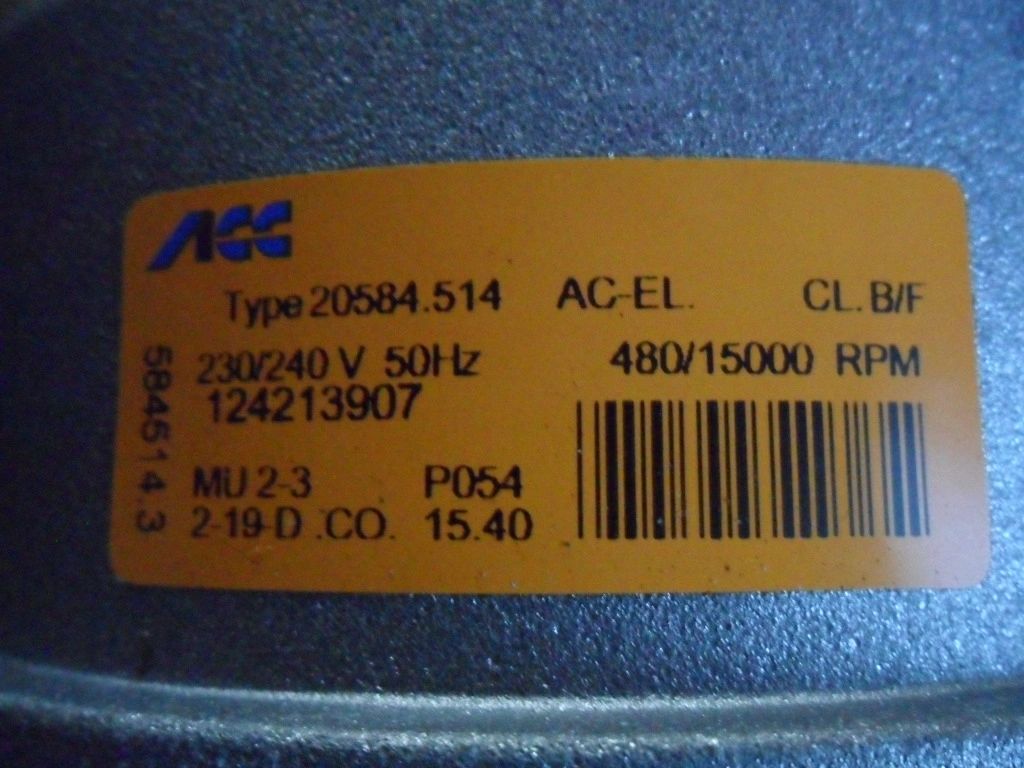 ACC
Type 20584.514 AC-EL. CL. B/F
230/240 V 50Hz 480/15000 RPM
124213907
MU 2-3 P054
2-19-D .CO. 15.40
584514.3